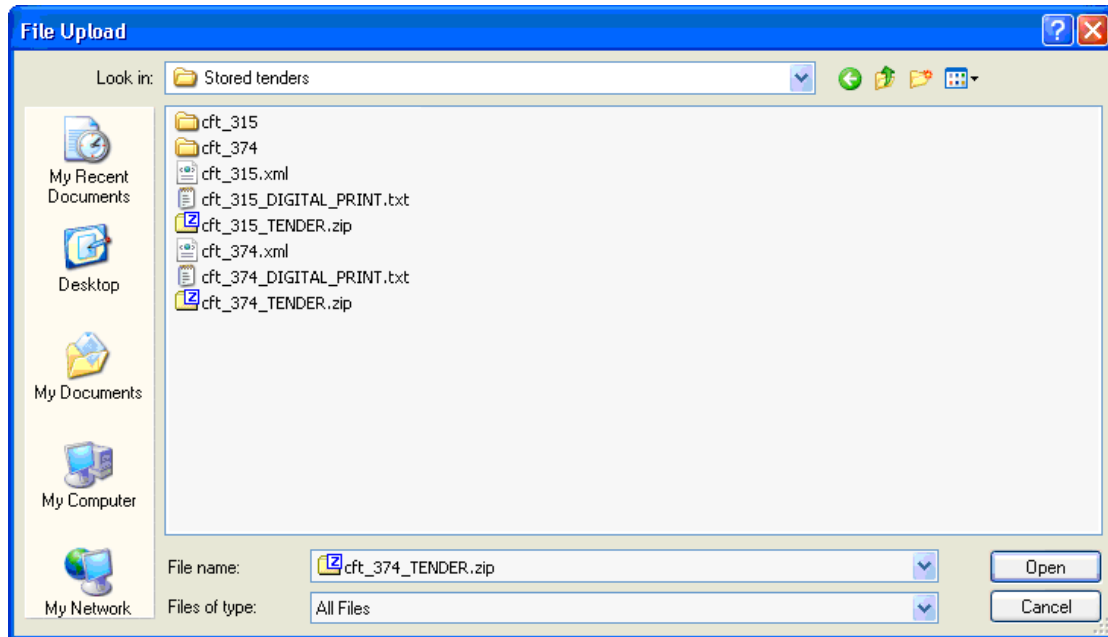 File Upload
Look in: Stored tenders
My Recent
Documents
Desktop
My Documents
My Computer
My Network
cft_315
cft_374
cft_315.xml
cft_315_DIGITAL_PRINT.txt
cft_315_TENDER.zip
cft_374.xml
cft_374_DIGITAL_PRINT.txt
cft_374_TENDER.zip
File name: cft_374_TENDER.zip Open
Files of type: All Files Cancel